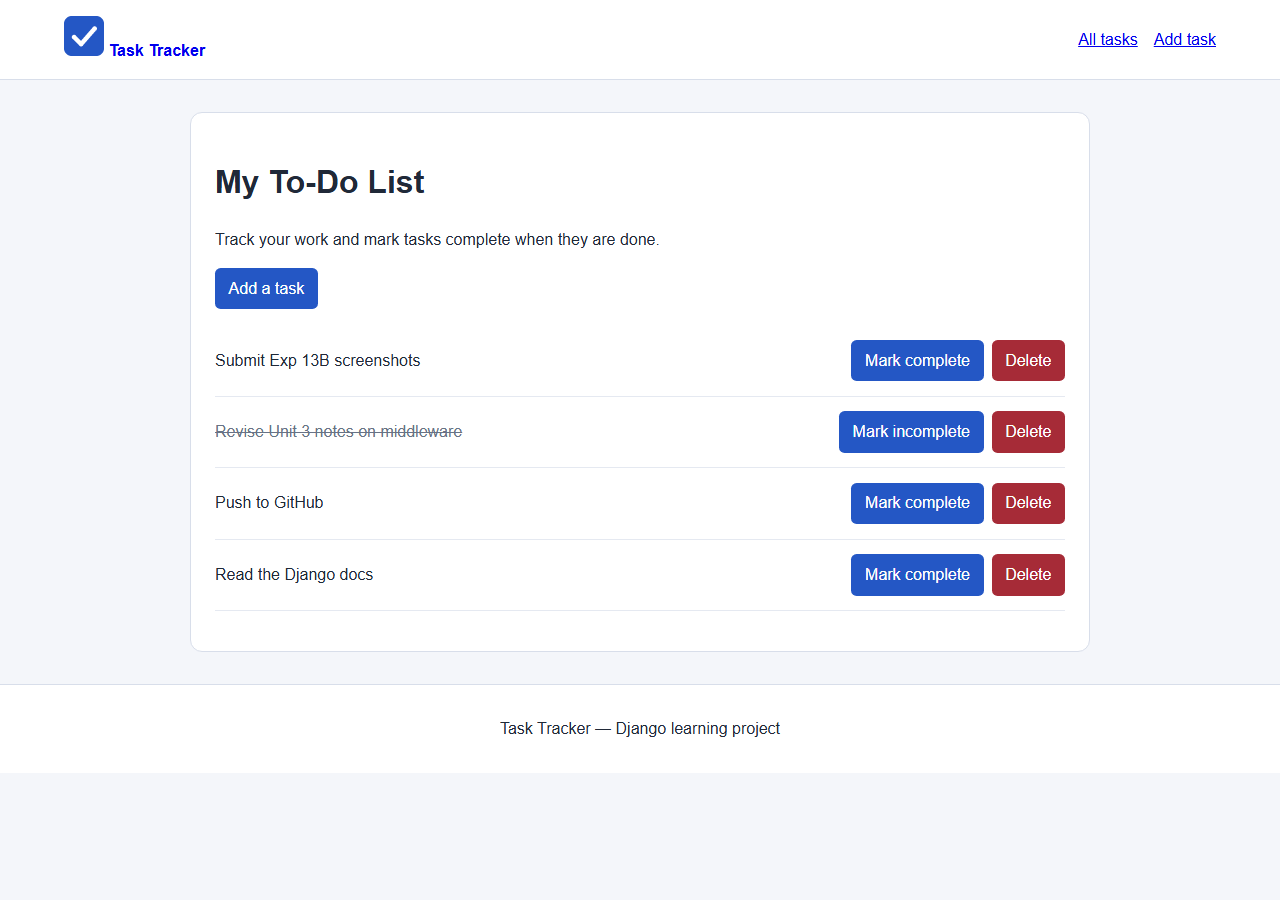 Task Tracker
All tasks Add task
My To-Do List
Track your work and mark tasks complete when they are done.
Add a task
Submit Exp 13B screenshots Mark complete Delete
Revise Unit 3 notes on middleware Mark incomplete Delete
Push to GitHub Mark complete Delete
Read the Django docs Mark complete Delete
Task Tracker — Django learning project